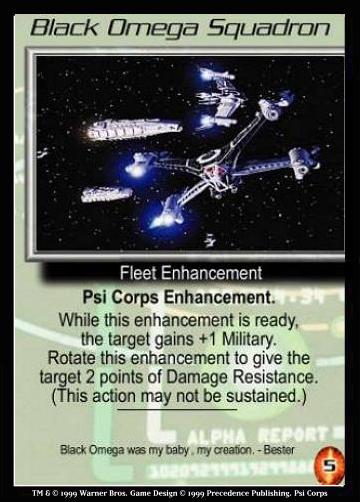 Black Omega Squadron
Fleet Enhancement
Psi Corps Enhancement.
While this enhancement is ready,
the target gains +1 Military.
Rotate this enhancement to give the
target 2 points of Damage Resistance.
(This action may not be sustained.)
ALPHA REPORT
Black Omega was my baby , my creation. - Bester
5
TM & © 1999 Warner Bros. Game Design © 1999 Precedence Publishing. Psi Corps